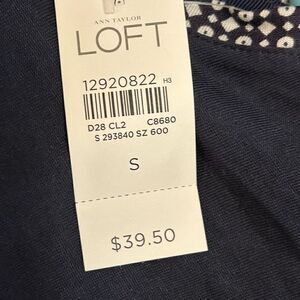 ANN TAYLOR
LOFT
12920822 H3
D28 CL2 C8680
S 293840 SZ 600
S
$39.50